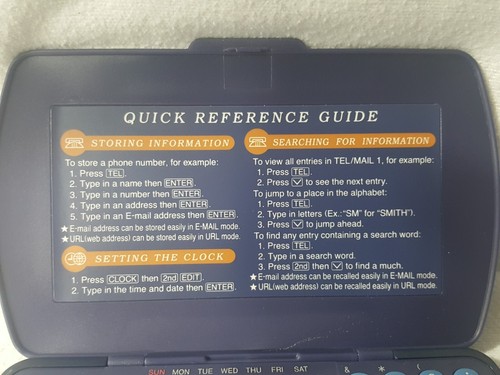 QUICK REFERENCE GUIDE
STORING INFORMATION
To store a phone number, for example:
1. Press TEL.
2. Type in a name then ENTER.
3. Type in a number then ENTER.
4. Type in an address then ENTER.
5. Type in an E-mail address then ENTER.
★ E-mail address can be stored easily in E-MAIL mode.
★ URL(web address) can be stored easily in URL mode.
SETTING THE CLOCK
1. Press CLOCK then 2nd EDIT.
2. Type in the time and date then ENTER.
SEARCHING FOR INFORMATION
To view all entries in TEL/MAIL 1, for example:
1. Press TEL.
2. Press ∨ to see the next entry.
To jump to a place in the alphabet:
1. Press TEL.
2. Type in letters (Ex.:"SM" for "SMITH").
3. Press ∨ to jump ahead.
To find any entry containing a search word:
1. Press TEL.
2. Type in a search word.
3. Press 2nd then ∨ to find a much.
★ E-mail address can be recalled easily in E-MAIL mode.
★ URL(web address) can be recalled easily in URL mode.
SUN MON TUE WED THU FRI SAT
& * (